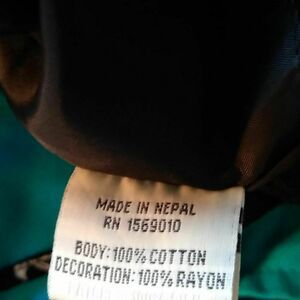 MADE IN NEPAL
RN 1569010
BODY:100% COTTON
DECORATION:100% RAYON